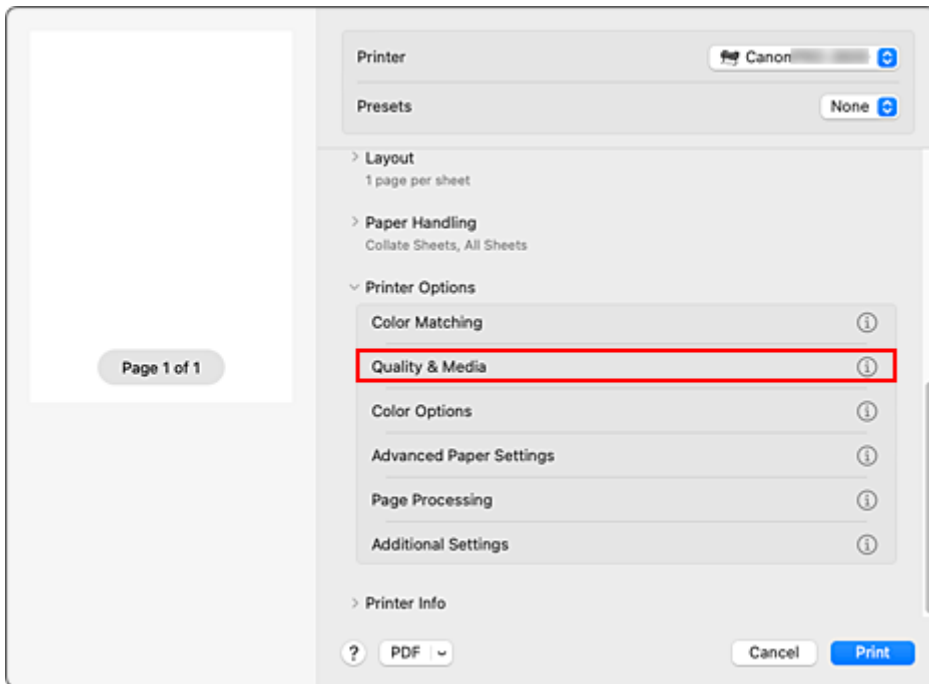 Printer
Canon
Presets
None
Layout
1 page per sheet
Paper Handling
Collate Sheets, All Sheets
Printer Options
Color Matching
Quality & Media
Page 1 of 1
Color Options
Advanced Paper Settings
Page Processing
Additional Settings
Printer Info
? PDF
Cancel
Print